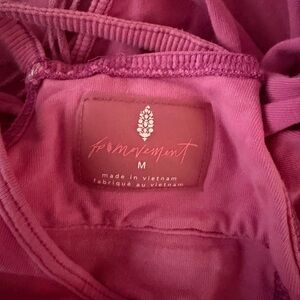 fp movement
M
made in vietnam
fabriqué au vietnam